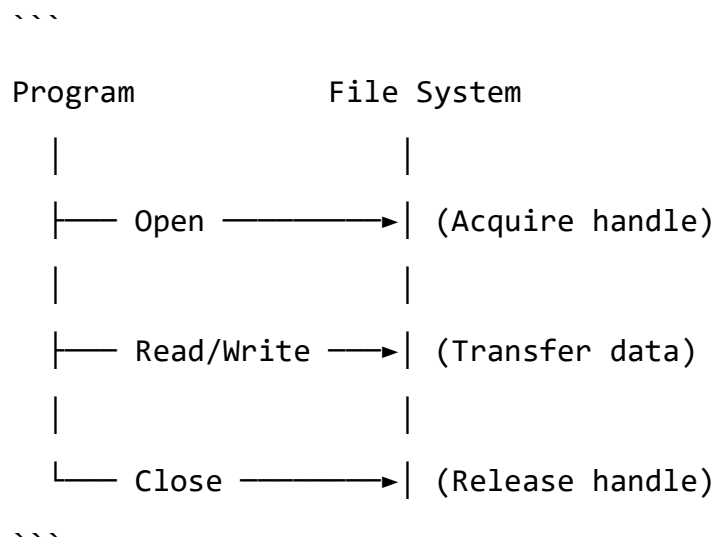 ```
Program           File System
  │                    │
  ├── Open ─────────►│ (Acquire handle)
  │                    │
  ├── Read/Write ──►│ (Transfer data)
  │                    │
  └── Close ────────►│ (Release handle)
```